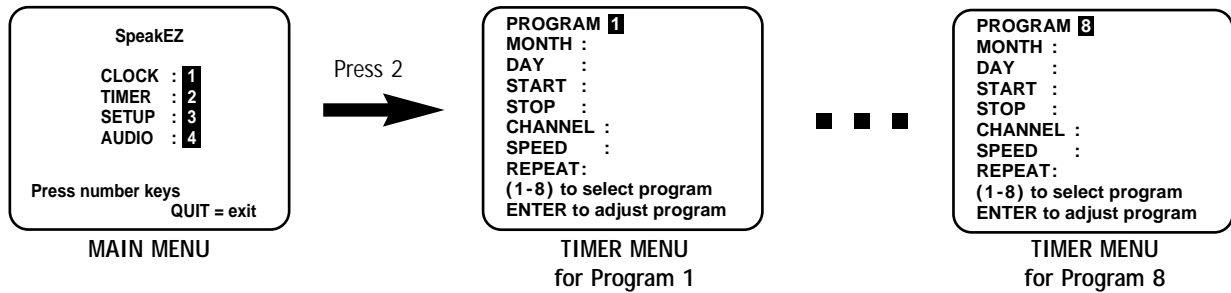 SpeakEZ
CLOCK : 1
TIMER : 2
SETUP : 3
AUDIO : 4
Press number keys
QUIT = exit
MAIN MENU
Press 2
PROGRAM 1
MONTH :
DAY :
START :
STOP :
CHANNEL :
SPEED :
REPEAT:
(1-8) to select program
ENTER to adjust program
TIMER MENU
for Program 1
PROGRAM 8
MONTH :
DAY :
START :
STOP :
CHANNEL :
SPEED :
REPEAT:
(1-8) to select program
ENTER to adjust program
TIMER MENU
for Program 8